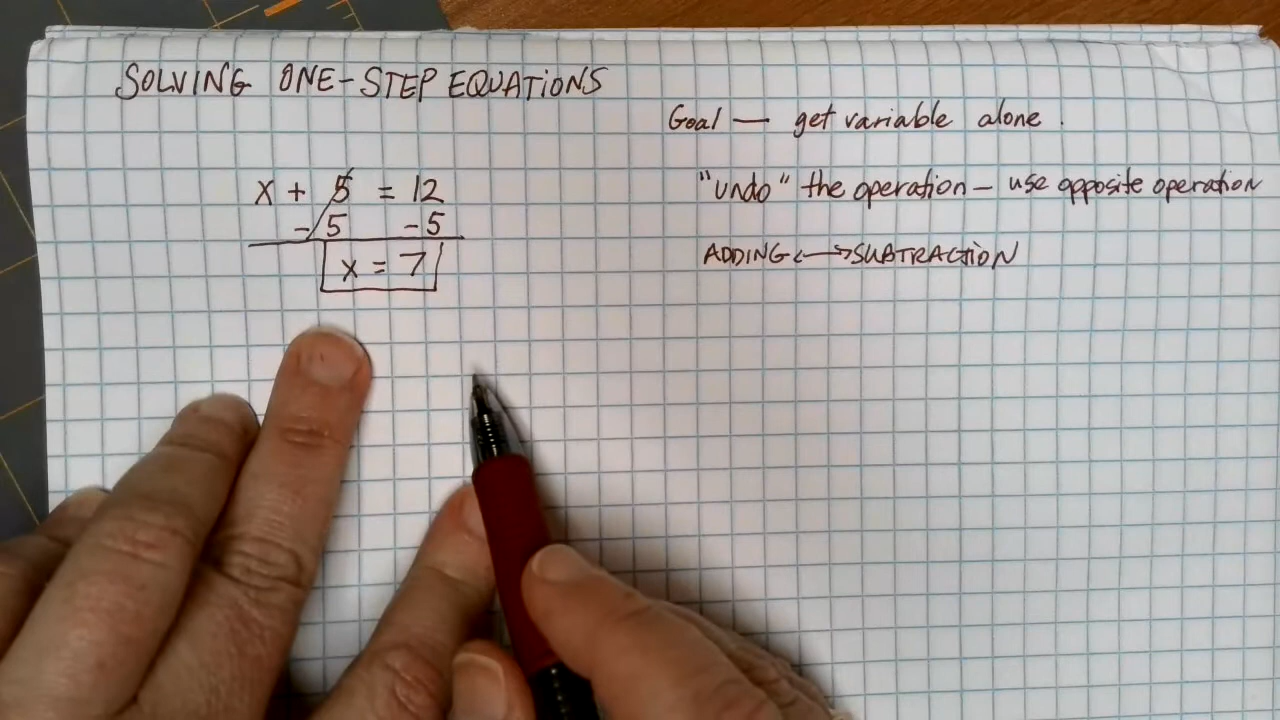 SOLVING ONE-STEP EQUATIONS
Goal — get variable alone.
x + 5 = 12
"undo" the operation - use opposite operation
- 5 - 5
x = 7
ADDING <—> SUBTRACTION